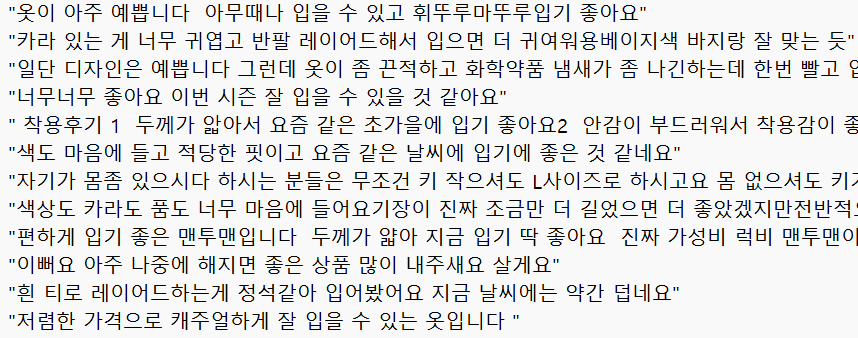 "옷이 아주 예쁩니다  아무때나 입을 수 있고 휘뚜루마뚜루입기 좋아요"
"카라 있는 게 너무 귀엽고 반팔 레이어드해서 입으면 더 귀여워용베이지색 바지랑 잘 맞는 듯"
"일단 디자인은 예쁩니다 그런데 옷이 좀 끈적하고 화학약품 냄새가 좀 나긴하는데 한번 빨고 입
"너무너무 좋아요 이번 시즌 잘 입을 수 있을 것 같아요"
" 착용후기 1  두께가 얇아서 요즘 같은 초가을에 입기 좋아요2  안감이 부드러워서 착용감이 좋
"색도 마음에 들고 적당한 핏이고 요즘 같은 날씨에 입기에 좋은 것 같네요"
"자기가 몸좀 있으시다 하시는 분들은 무조건 키 작으셔도 L사이즈로 하시고요 몸 없으셔도 키가
"색상도 카라도 품도 너무 마음에 들어요기장이 진짜 조금만 더 길었으면 더 좋았겠지만전반적으
"편하게 입기 좋은 맨투맨입니다  두께가 얇아 지금 입기 딱 좋아요  진짜 가성비 럭비 맨투맨이
"이뻐요 아주 나중에 해지면 좋은 상품 많이 내주새요 살게요"
"흰 티로 레이어드하는게 정석같아 입어봤어요 지금 날씨에는 약간 덥네요"
"저렴한 가격으로 캐주얼하게 잘 입을 수 있는 옷입니다 "